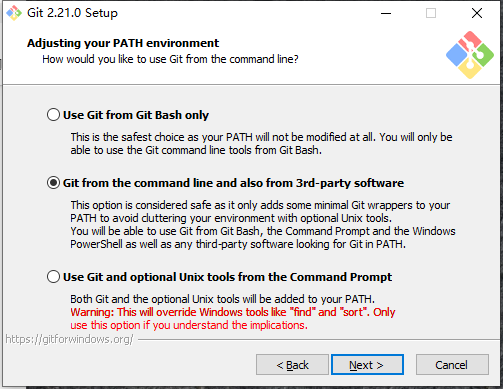 Git 2.21.0 Setup
Adjusting your PATH environment
How would you like to use Git from the command line?
Use Git from Git Bash only
This is the safest choice as your PATH will not be modified at all. You will only be
able to use the Git command line tools from Git Bash.
Git from the command line and also from 3rd-party software
This option is considered safe as it only adds some minimal Git wrappers to your
PATH to avoid cluttering your environment with optional Unix tools.
You will be able to use Git from Git Bash, the Command Prompt and the Windows
PowerShell as well as any third-party software looking for Git in PATH.
Use Git and optional Unix tools from the Command Prompt
Both Git and the optional Unix tools will be added to your PATH.
Warning: This will override Windows tools like "find" and "sort". Only
use this option if you understand the implications.
https://gitforwindows.org/
< Back
Next >
Cancel